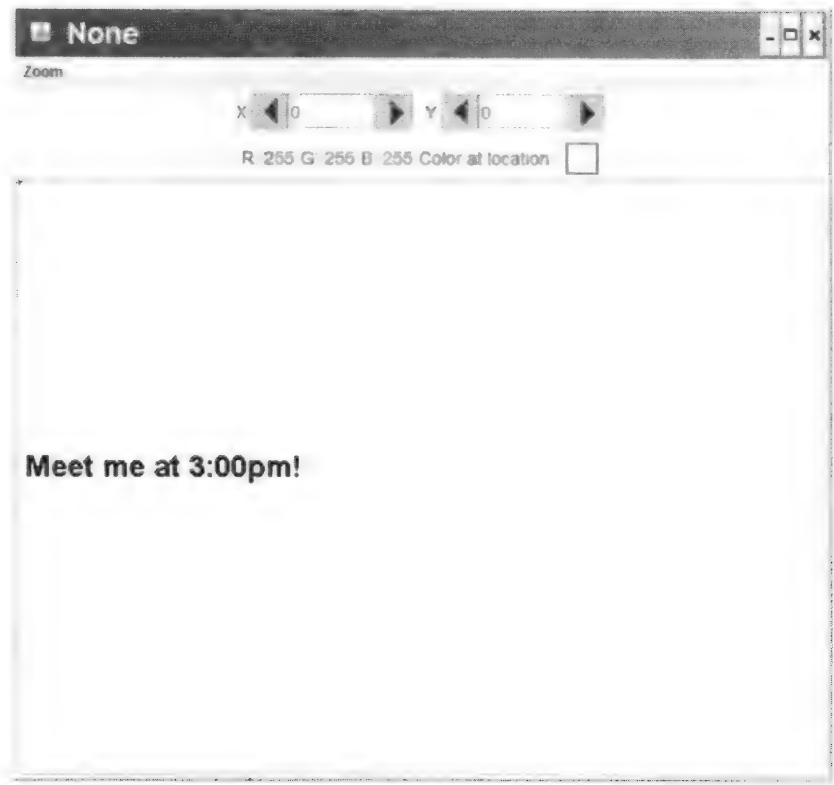 None
Zoom
X 0 Y 0
R: 255 G: 255 B: 255 Color at location
Meet me at 3:00pm!